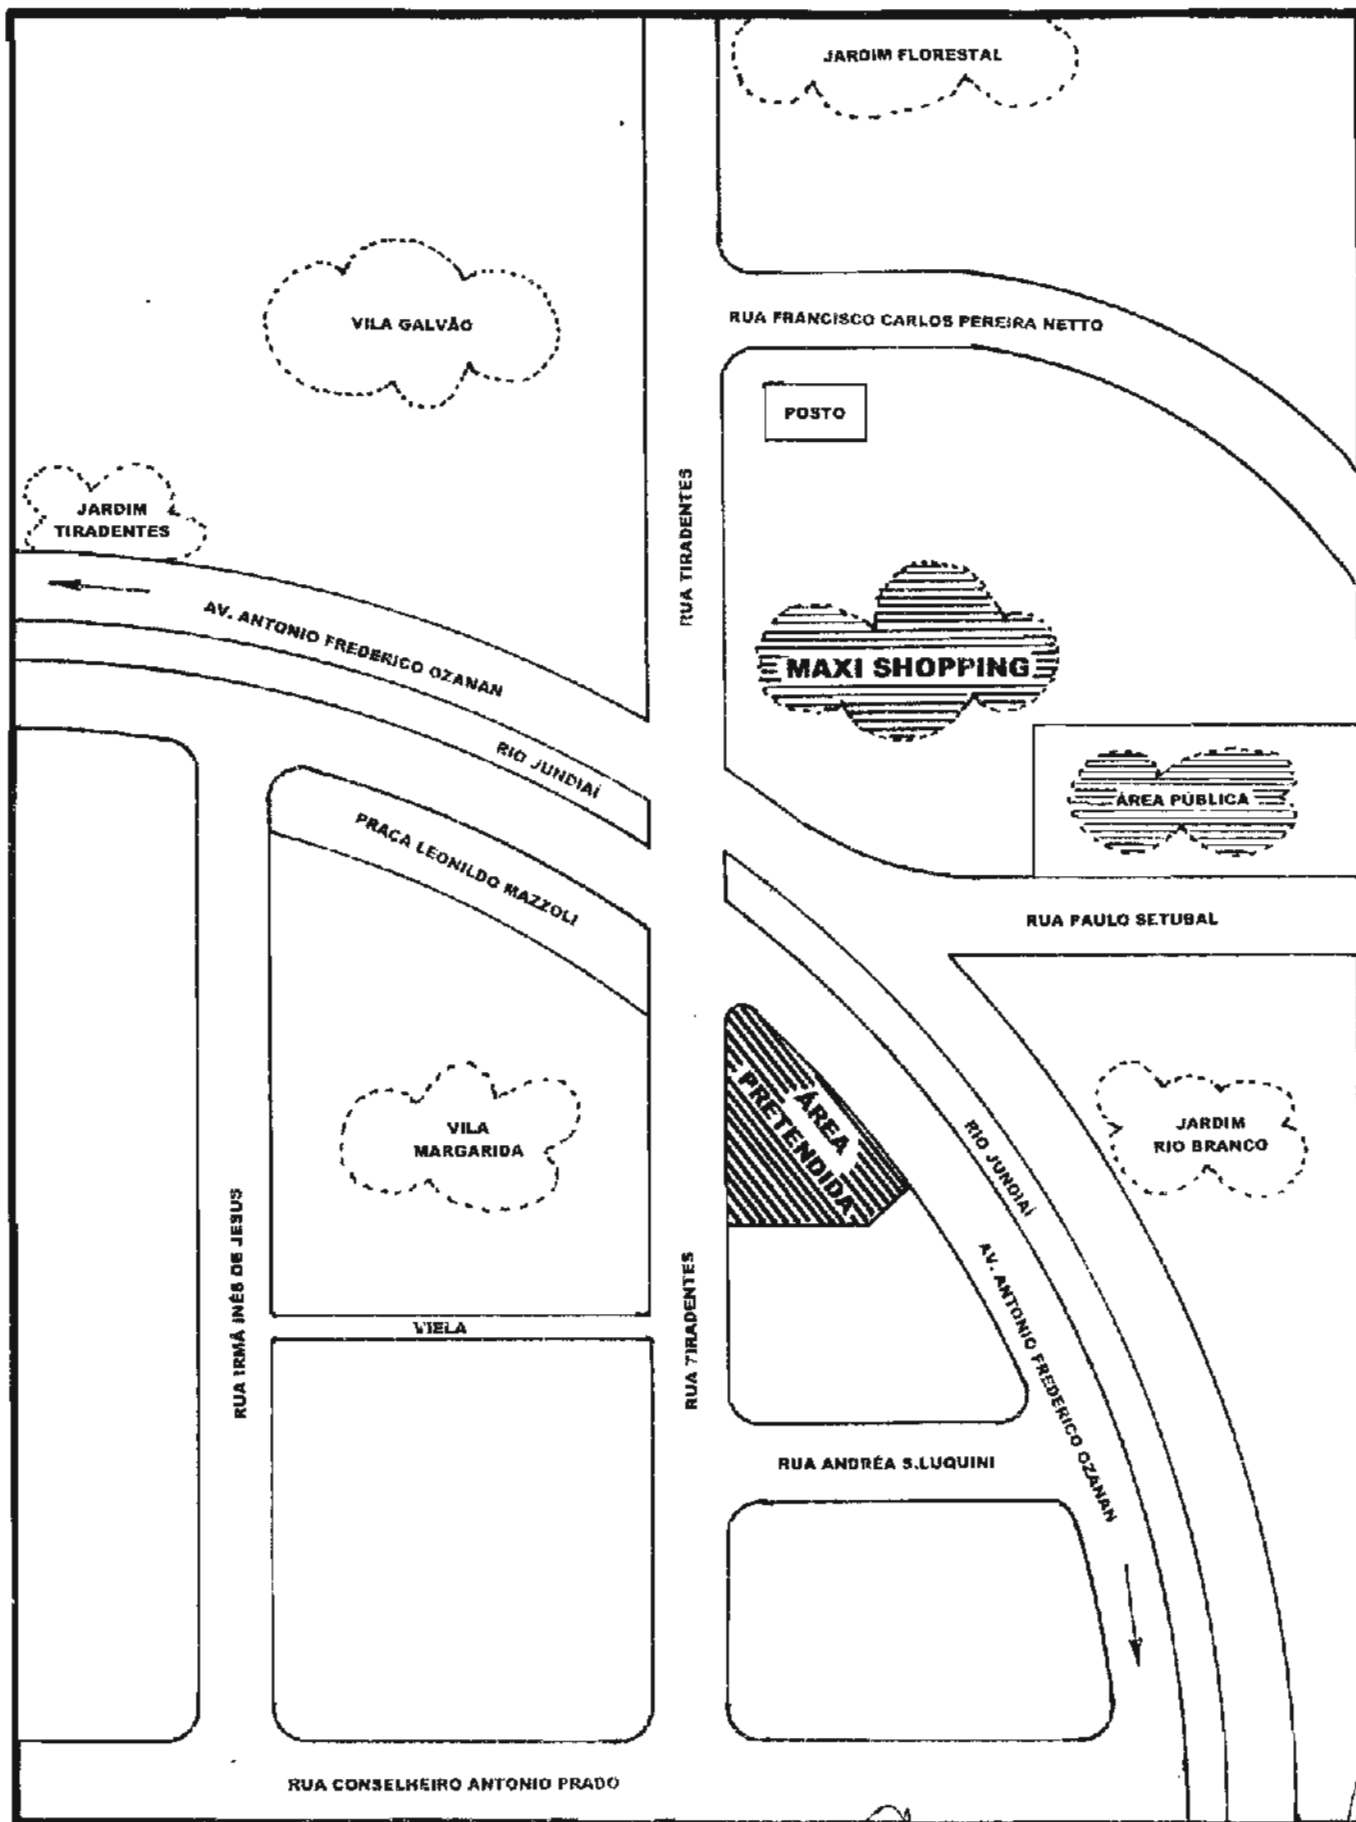 JARDIM FLORESTAL
VILA GALVÃO
RUA FRANCISCO CARLOS PEREIRA NETTO
POSTO
JARDIM
TIRADENTES
RUA TIRADENTES
AV. ANTONIO FREDERICO OZANAN
MAXI SHOPPING
RIO JUNDIAÍ
ÁREA PÚBLICA
PRAÇA LEONILDO MAZZOLI
RUA PAULO SETUBAL
VILA
MARGARIDA
ÁREA
PRETENDIDA
RIO JUNDIAÍ
JARDIM
RIO BRANCO
RUA IRMÃ INÊS DE JESUS
RUA TIRADENTES
AV. ANTONIO FREDERICO OZANAN
VIELA
RUA ANDRÉA S.LUQUINI
RUA CONSELHEIRO ANTONIO PRADO